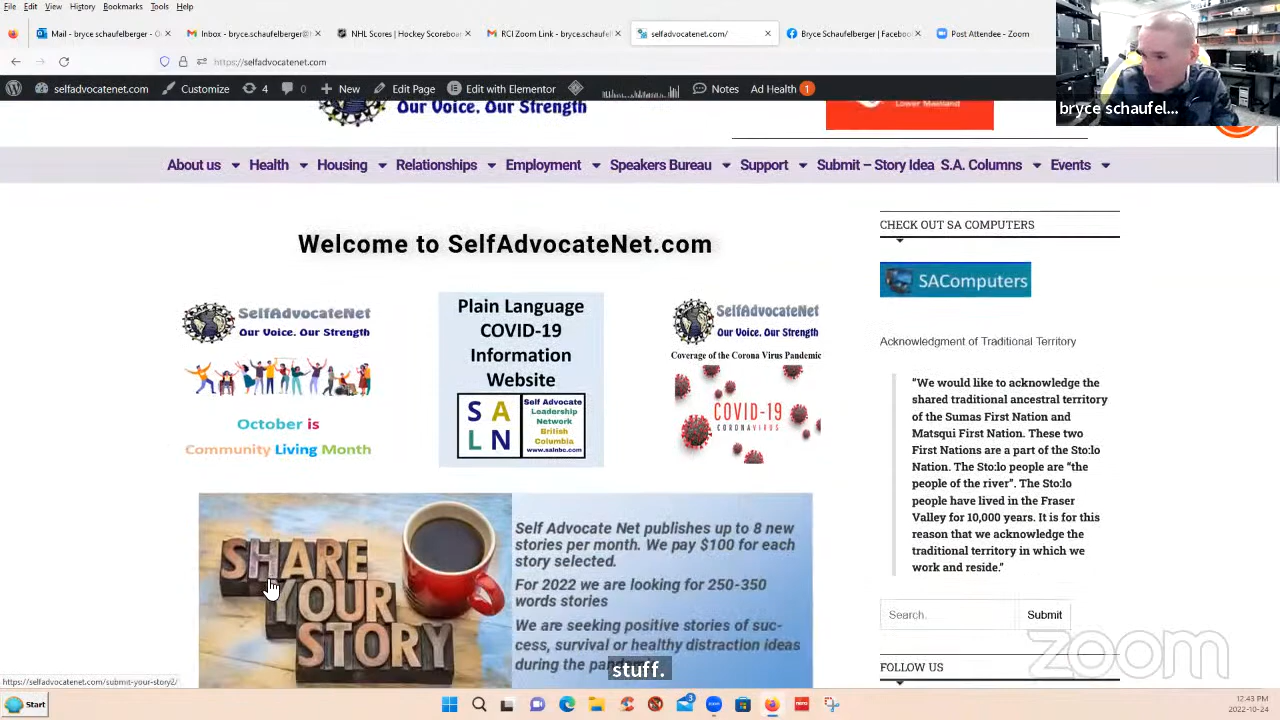 File Edit View History Bookmarks Tools Help
Mail - bryce schaufelberger - O
Inbox - bryce.schaufelberger@
NHL Scores | Hockey Scoreboar
RCI Zoom Link - bryce.schaufelb
selfadvocatenet.com/
Bryce Schaufelberger | Facebook
Post Attendee - Zoom
https://selfadvocatenet.com
selfadvocatenet.com Customize 4 0 New Edit Page Edit with Elementor Notes Ad Health 1
bryce schaufel...
Our Voice. Our Strength
Lower Mainland
About us Health Housing Relationships Employment Speakers Bureau Support Submit – Story Idea S.A. Columns Events
Welcome to SelfAdvocateNet.com
SelfAdvocateNet
Our Voice. Our Strength
October is
Community Living Month
Plain Language
COVID-19
Information
Website
S A
L N
Self Advocate
Leadership
Network
British
Columbia
www.salnbc.com
SelfAdvocateNet
Our Voice. Our Strength
Coverage of the Corona Virus Pandemic
COVID-19
CORONAVIRUS
SHARE
YOUR
STORY
Self Advocate Net publishes up to 8 new
stories per month. We pay $100 for each
story selected.
For 2022 we are looking for 250-350
words stories
We are seeking positive stories of suc-
cess, survival or healthy distraction ideas
during the pan
stuff.
CHECK OUT SA COMPUTERS
SAComputers
Acknowledgment of Traditional Territory
"We would like to acknowledge the
shared traditional ancestral territory
of the Sumas First Nation and
Matsqui First Nation. These two
First Nations are a part of the Sto:lo
Nation. The Sto:lo people are “the
people of the river”. The Sto:lo
people have lived in the Fraser
Valley for 10,000 years. It is for this
reason that we acknowledge the
traditional territory in which we
work and reside.”
Search... Submit
FOLLOW US
zoom
https://selfadvocatenet.com/submit-your-story2/
Start
3
12:43 PM
2022-10-24